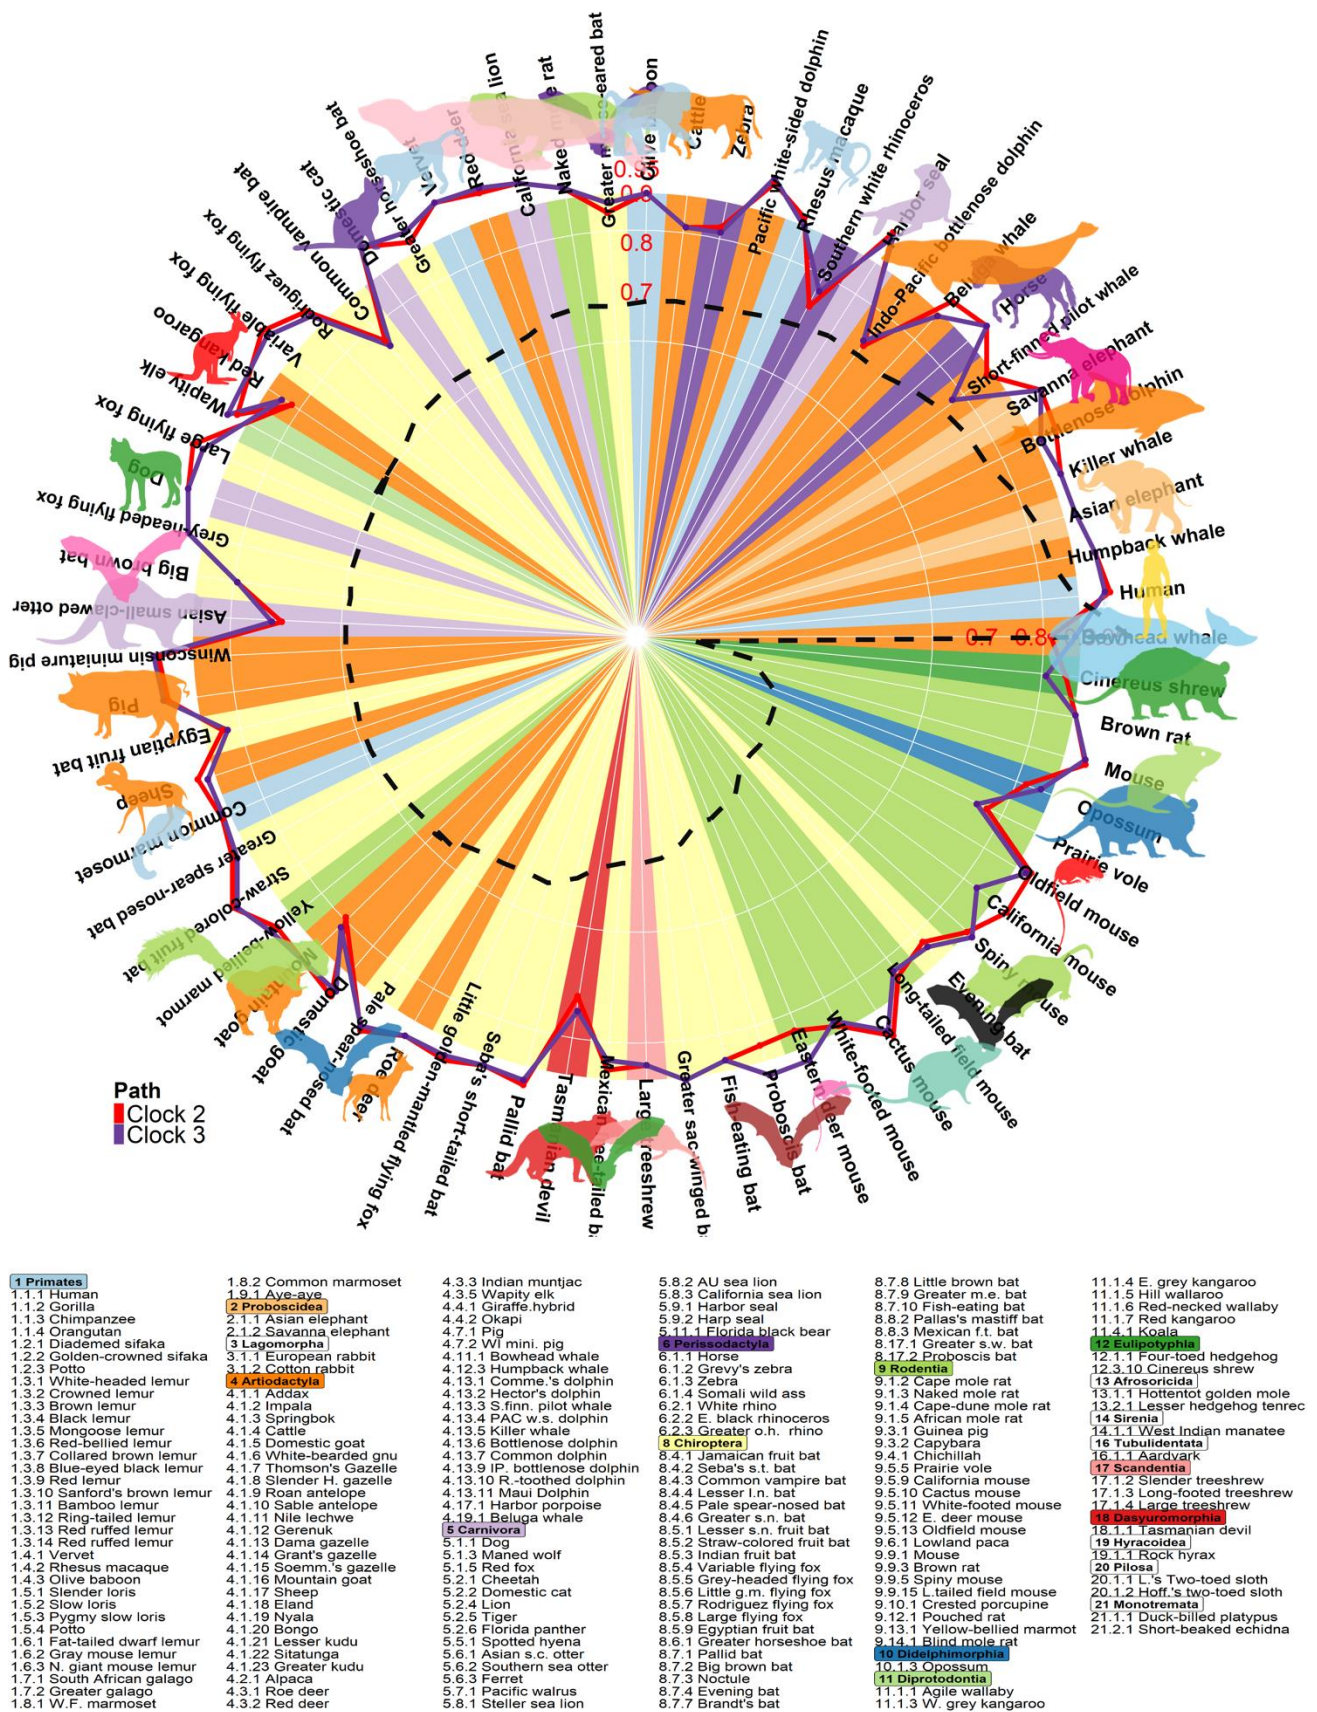 Greater mouse-eared bat
Olive baboon
Cattle
Zebra
Pacific white-sided dolphin
Rhesus macaque
Southern white rhinoceros
Harbor seal
Indo-Pacific bottlenose dolphin
Beluga whale
Horse
Short-finned pilot whale
Savanna elephant
Bottlenose dolphin
Killer whale
Asian elephant
Humpback whale
Human
Bowhead whale
Cinereus shrew
Brown rat
Mouse
Opossum
Prairie vole
Oldfield mouse
California mouse
Spiny mouse
Evening bat
Long-tailed field mouse
Cactus mouse
White-footed mouse
Eastern deer mouse
Proboscis bat
Fish-eating bat
Greater sac-winged b
Large treeshrew
Mexican free-tailed b
Tasmanian devil
Pallid bat
Seba's short-tailed bat
Little golden-mantled flying fox
Roe deer
Pale spear-nosed bat
Domestic goat
Mountain goat
Yellow-bellied marmot
Straw-colored fruit bat
Greater spear-nosed bat
Common marmoset
Sheep
Egyptian fruit bat
Pig
Winsconsin miniature pig
Asian small-clawed otter
Big brown bat
Grey-headed flying fox
Dog
Large flying fox
Wapity elk
Red kangaroo
Variable flying fox
Rodriguez flying fox
Common vampire bat
Domestic cat
Greater horseshoe bat
Vervet
Red deer
California sea lion
Naked mole rat
0.95
0.9
0.8
0.7
0.7 0.8
Path
Clock 2
Clock 3
1 Primates
1.1.1 Human
1.1.2 Gorilla
1.1.3 Chimpanzee
1.1.4 Orangutan
1.2.1 Diademed sifaka
1.2.2 Golden-crowned sifaka
1.2.3 Potto
1.3.1 White-headed lemur
1.3.2 Crowned lemur
1.3.3 Brown lemur
1.3.4 Black lemur
1.3.5 Mongoose lemur
1.3.6 Red-bellied lemur
1.3.7 Collared brown lemur
1.3.8 Blue-eyed black lemur
1.3.9 Red lemur
1.3.10 Sanford's brown lemur
1.3.11 Bamboo lemur
1.3.12 Ring-tailed lemur
1.3.13 Red ruffed lemur
1.3.14 Red ruffed lemur
1.4.1 Vervet
1.4.2 Rhesus macaque
1.4.3 Olive baboon
1.5.1 Slender loris
1.5.2 Slow loris
1.5.3 Pygmy slow loris
1.5.4 Potto
1.6.1 Fat-tailed dwarf lemur
1.6.2 Gray mouse lemur
1.6.3 N. giant mouse lemur
1.7.1 South African galago
1.7.2 Greater galago
1.8.1 W.F. marmoset
1.8.2 Common marmoset
1.9.1 Aye-aye
2 Proboscidea
2.1.1 Asian elephant
2.1.2 Savanna elephant
3 Lagomorpha
3.1.1 European rabbit
3.1.2 Cotton rabbit
4 Artiodactyla
4.1.1 Addax
4.1.2 Impala
4.1.3 Springbok
4.1.4 Cattle
4.1.5 Domestic goat
4.1.6 White-bearded gnu
4.1.7 Thomson's Gazelle
4.1.8 Slender H. gazelle
4.1.9 Roan antelope
4.1.10 Sable antelope
4.1.11 Nile lechwe
4.1.12 Gerenuk
4.1.13 Dama gazelle
4.1.14 Grant's gazelle
4.1.15 Soemm.'s gazelle
4.1.16 Mountain goat
4.1.17 Sheep
4.1.18 Eland
4.1.19 Nyala
4.1.20 Bongo
4.1.21 Lesser kudu
4.1.22 Sitatunga
4.1.23 Greater kudu
4.2.1 Alpaca
4.3.1 Roe deer
4.3.2 Red deer
4.3.3 Indian muntjac
4.3.5 Wapity elk
4.4.1 Giraffe.hybrid
4.4.2 Okapi
4.7.1 Pig
4.7.2 WI mini. pig
4.11.1 Bowhead whale
4.12.3 Humpback whale
4.13.1 Comme.'s dolphin
4.13.2 Hector's dolphin
4.13.3 S.finn. pilot whale
4.13.4 PAC w.s. dolphin
4.13.5 Killer whale
4.13.6 Bottlenose dolphin
4.13.7 Common dolphin
4.13.9 IP. bottlenose dolphin
4.13.10 R.-toothed dolphin
4.13.11 Maui Dolphin
4.17.1 Harbor porpoise
4.19.1 Beluga whale
5 Carnivora
5.1.1 Dog
5.1.3 Maned wolf
5.1.5 Red fox
5.2.1 Cheetah
5.2.2 Domestic cat
5.2.4 Lion
5.2.5 Tiger
5.2.6 Florida panther
5.5.1 Spotted hyena
5.6.1 Asian s.c. otter
5.6.2 Southern sea otter
5.6.3 Ferret
5.7.1 Pacific walrus
5.8.1 Steller sea lion
5.8.2 AU sea lion
5.8.3 California sea lion
5.9.1 Harbor seal
5.9.2 Harp seal
5.11.1 Florida black bear
6 Perissodactyla
6.1.1 Horse
6.1.2 Grevy's zebra
6.1.3 Zebra
6.1.4 Somali wild ass
6.2.1 White rhino
6.2.2 E. black rhinoceros
6.2.3 Greater o.h. rhino
8 Chiroptera
8.4.1 Jamaican fruit bat
8.4.2 Seba's s.t. bat
8.4.3 Common vampire bat
8.4.4 Lesser l.n. bat
8.4.5 Pale spear-nosed bat
8.4.6 Greater s.n. bat
8.5.1 Lesser s.n. fruit bat
8.5.2 Straw-colored fruit bat
8.5.3 Indian fruit bat
8.5.4 Variable flying fox
8.5.5 Grey-headed flying fox
8.5.6 Little g.m. flying fox
8.5.7 Rodriguez flying fox
8.5.8 Large flying fox
8.5.9 Egyptian fruit bat
8.6.1 Greater horseshoe bat
8.7.1 Pallid bat
8.7.2 Big brown bat
8.7.3 Noctule
8.7.4 Evening bat
8.7.7 Brandt's bat
8.7.8 Little brown bat
8.7.9 Greater m.e. bat
8.7.10 Fish-eating bat
8.8.2 Pallas's mastiff bat
8.8.3 Mexican f.t. bat
8.17.1 Greater s.w. bat
8.17.2 Proboscis bat
9 Rodentia
9.1.2 Cape mole rat
9.1.3 Naked mole rat
9.1.4 Cape-dune mole rat
9.1.5 African mole rat
9.3.1 Guinea pig
9.3.2 Capybara
9.4.1 Chichillah
9.5.5 Prairie vole
9.5.9 California mouse
9.5.10 Cactus mouse
9.5.11 White-footed mouse
9.5.12 E. deer mouse
9.5.13 Oldfield mouse
9.6.1 Lowland paca
9.9.1 Mouse
9.9.3 Brown rat
9.9.5 Spiny mouse
9.9.15 L.tailed field mouse
9.10.1 Crested porcupine
9.12.1 Pouched rat
9.13.1 Yellow-bellied marmot
9.14.1 Blind mole rat
10 Didelphimorphia
10.1.3 Opossum
11 Diprotodontia
11.1.1 Agile wallaby
11.1.3 W. grey kangaroo
11.1.4 E. grey kangaroo
11.1.5 Hill wallaroo
11.1.6 Red-necked wallaby
11.1.7 Red kangaroo
11.4.1 Koala
12 Eulipotyphla
12.1.1 Four-toed hedgehog
12.3.10 Cinereus shrew
13 Afrosoricida
13.1.1 Hottentot golden mole
13.2.1 Lesser hedgehog tenrec
14 Sirenia
14.1.1 West Indian manatee
16 Tubulidentata
16.1.1 Aardvark
17 Scandentia
17.1.2 Slender treeshrew
17.1.3 Long-footed treeshrew
17.1.4 Large treeshrew
18 Dasyuromorphia
18.1.1 Tasmanian devil
19 Hyracoidea
19.1.1 Rock hyrax
20 Pilosa
20.1.1 L.'s Two-toed sloth
20.1.2 Hoff.'s two-toed sloth
21 Monotremata
21.1.1 Duck-billed platypus
21.2.1 Short-beaked echidna